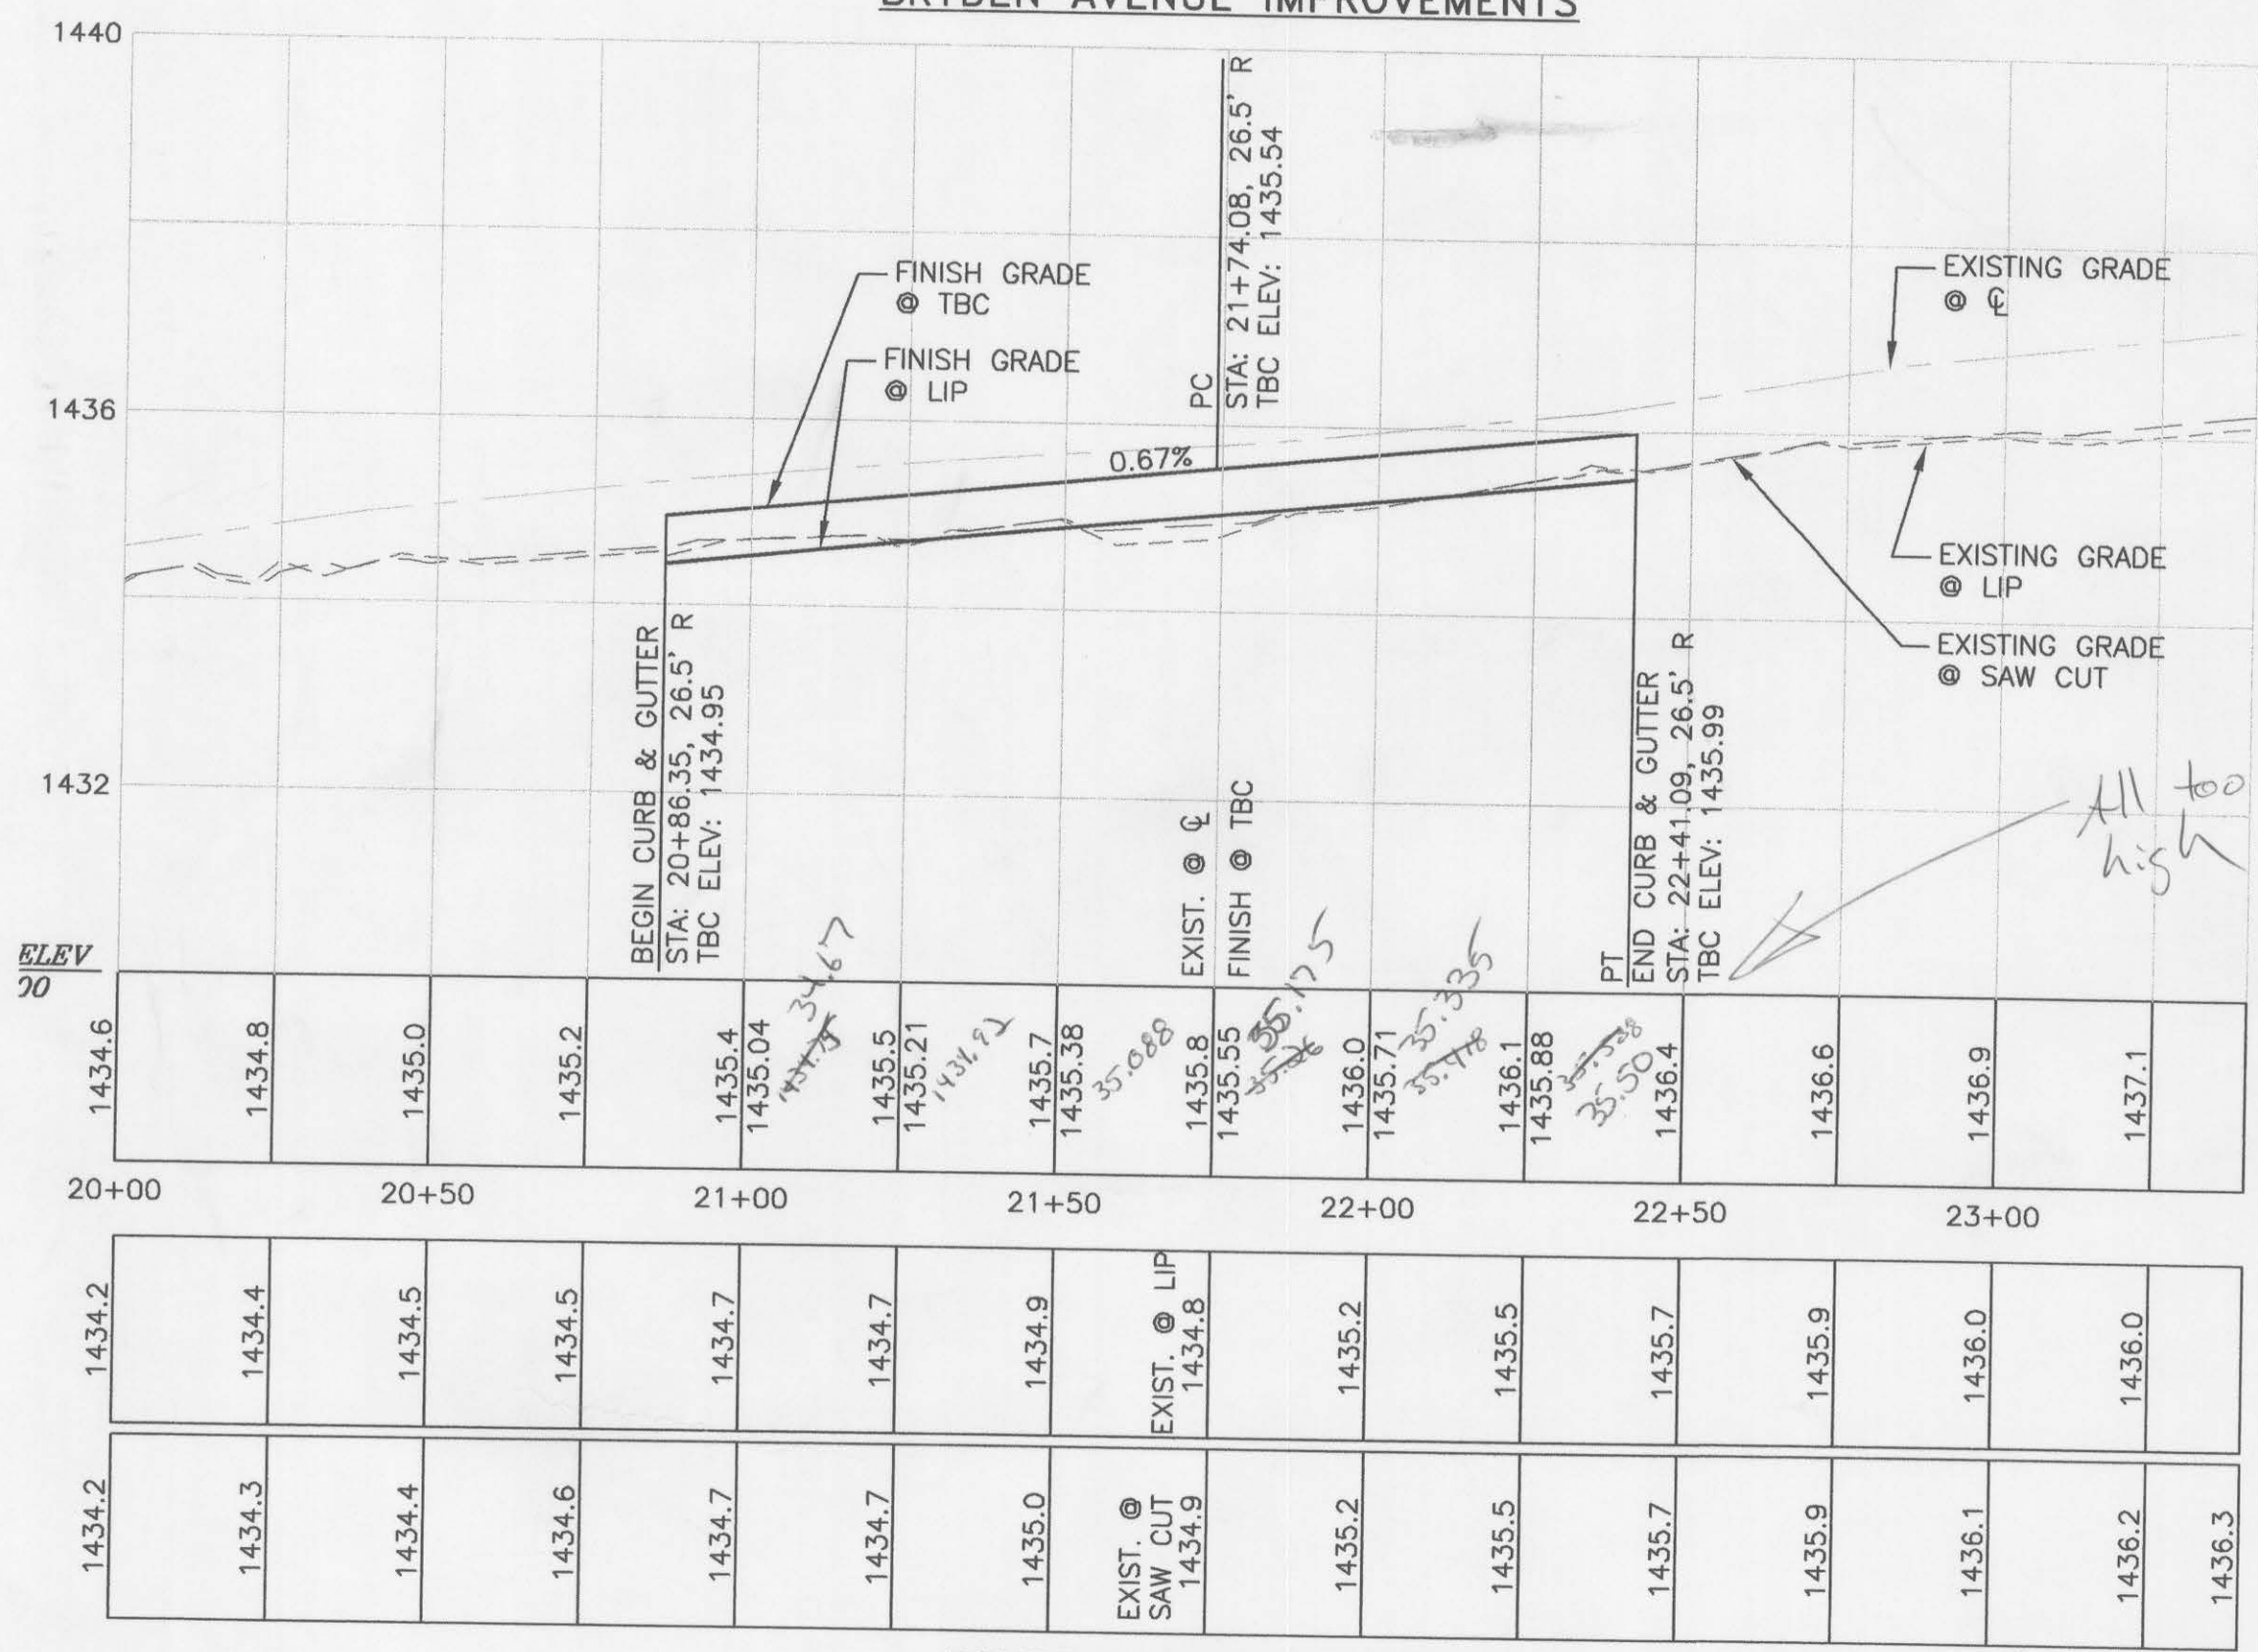 DRYDEN AVENUE IMPROVEMENTS
1440
1436
1432
FINISH GRADE
@ TBC
FINISH GRADE
@ LIP
PC
STA: 21+74.08, 26.5' R
TBC ELEV: 1435.54
0.67%
EXISTING GRADE
@ ℄
EXISTING GRADE
@ LIP
EXISTING GRADE
@ SAW CUT
BEGIN CURB & GUTTER
STA: 20+86.35, 26.5' R
TBC ELEV: 1434.95
EXIST. @ ℄
FINISH @ TBC
PT
END CURB & GUTTER
STA: 22+41.09, 26.5' R
TBC ELEV: 1435.99
All too
high
ELEV
00
1434.6
1434.8
1435.0
1435.2
1435.4
1435.04
34.67
1435.5
1435.21
1434.92
1435.7
1435.38
35.088
1435.8
1435.55
35.175
35.26
1436.0
1435.71
35.335
35.418
1436.1
1435.88
35.588
35.50
1436.4
1436.6
1436.9
1437.1
20+00
20+50
21+00
21+50
22+00
22+50
23+00
1434.2
1434.4
1434.5
1434.5
1434.7
1434.7
1434.9
EXIST. @ LIP
1434.8
1435.2
1435.5
1435.7
1435.9
1436.0
1436.0
1434.2
1434.3
1434.4
1434.6
1434.7
1434.7
1435.0
EXIST. @
SAW CUT
1434.9
1435.2
1435.5
1435.7
1435.9
1436.1
1436.2
1436.3